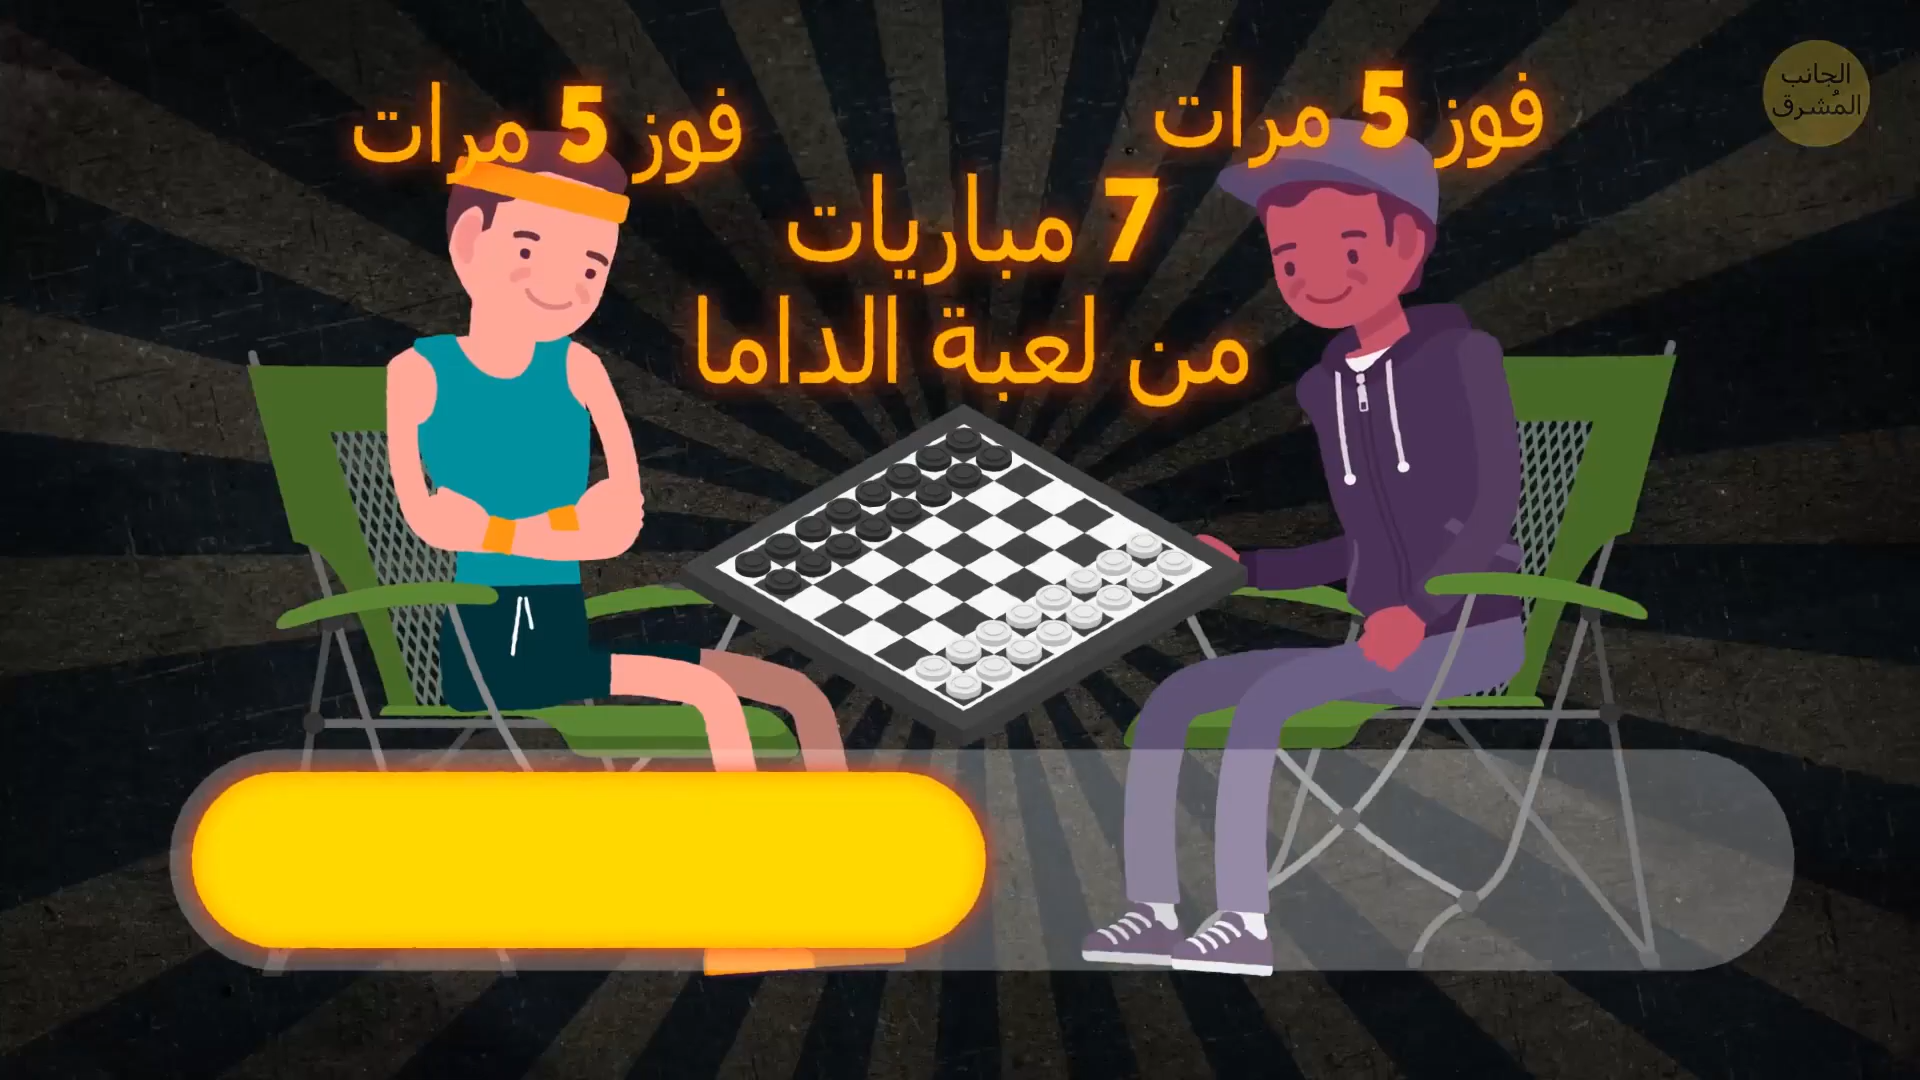 فوز 5 مرات
فوز 5 مرات
7 مباريات
من لعبة الداما
الجانب
المُشرق